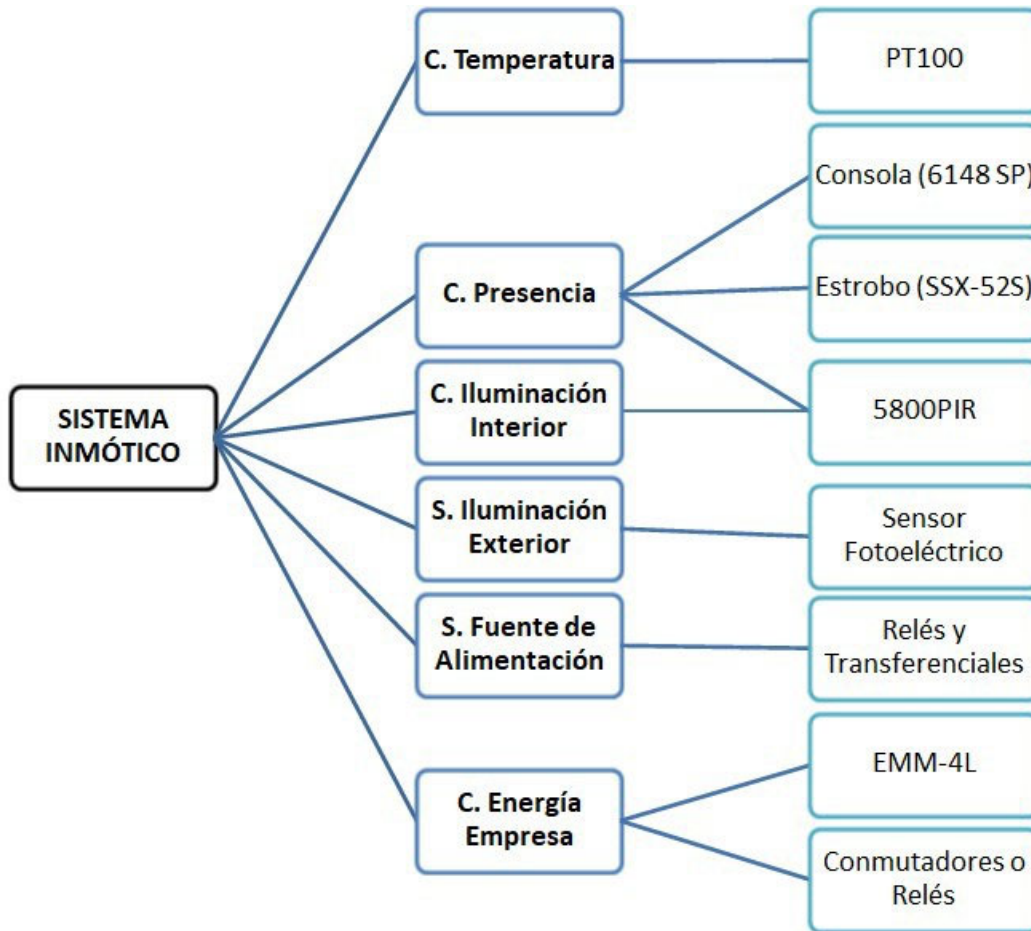 SISTEMA
INMÓTICO
C. Temperatura
C. Presencia
C. Iluminación
Interior
S. Iluminación
Exterior
S. Fuente de
Alimentación
C. Energía
Empresa
PT100
Consola (6148 SP)
Estrobo (SSX-52S)
5800PIR
Sensor
Fotoeléctrico
Relés y
Transferenciales
EMM-4L
Conmutadores o
Relés